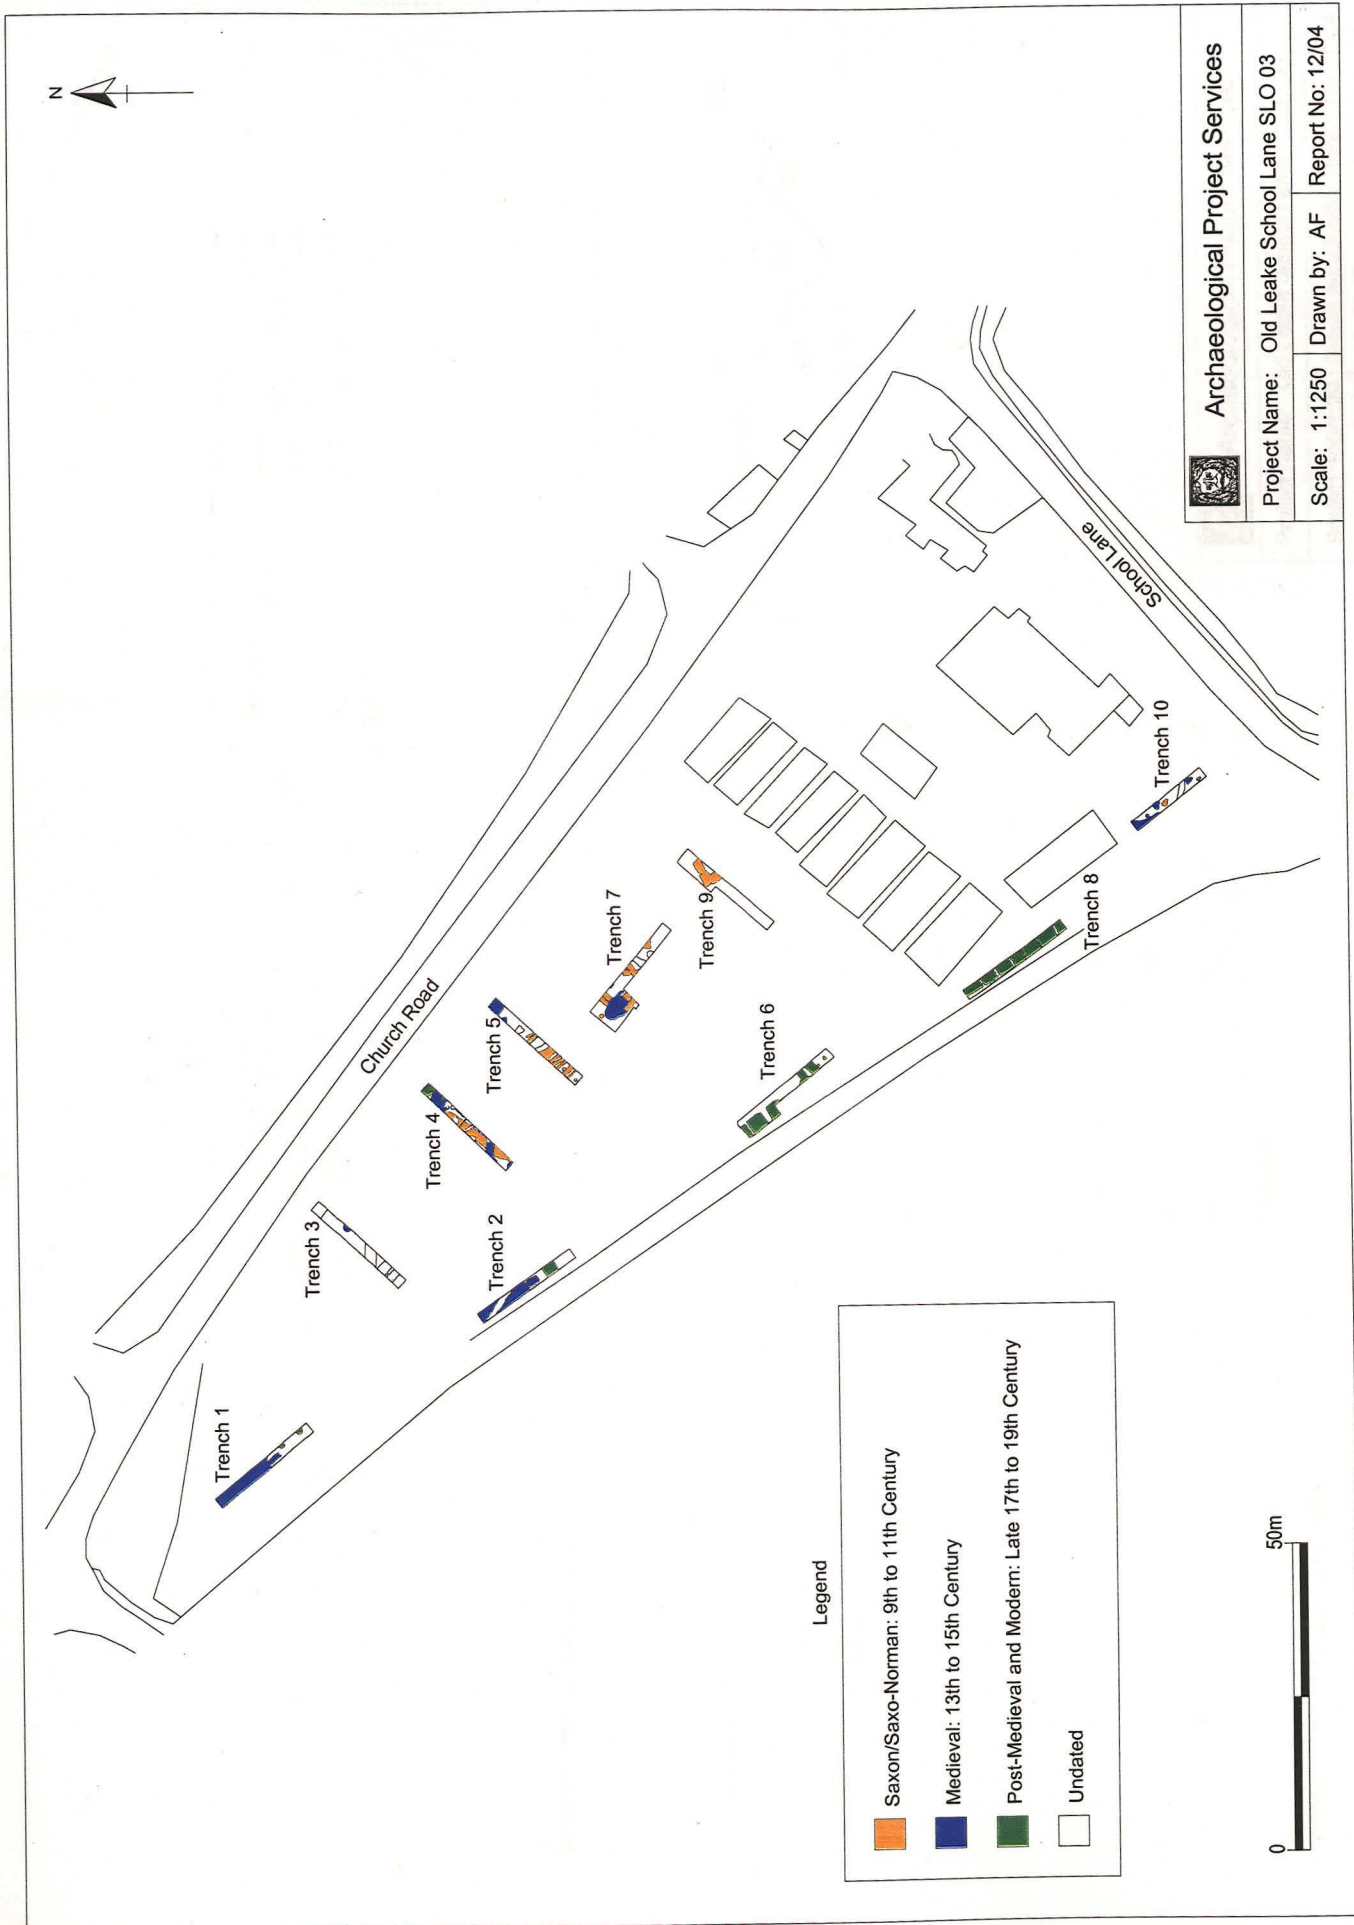 N
Church Road
Trench 1
Trench 3
Trench 2
Trench 4
Trench 5
Trench 7
Trench 9
Trench 6
Trench 8
Trench 10
School Lane
Legend
Saxon/Saxo-Norman: 9th to 11th Century
Medieval: 13th to 15th Century
Post-Medieval and Modern: Late 17th to 19th Century
Undated
0
50m
Archaeological Project Services
Project Name: Old Leake School Lane SLO 03
Scale: 1:1250
Drawn by: AF
Report No: 12/04